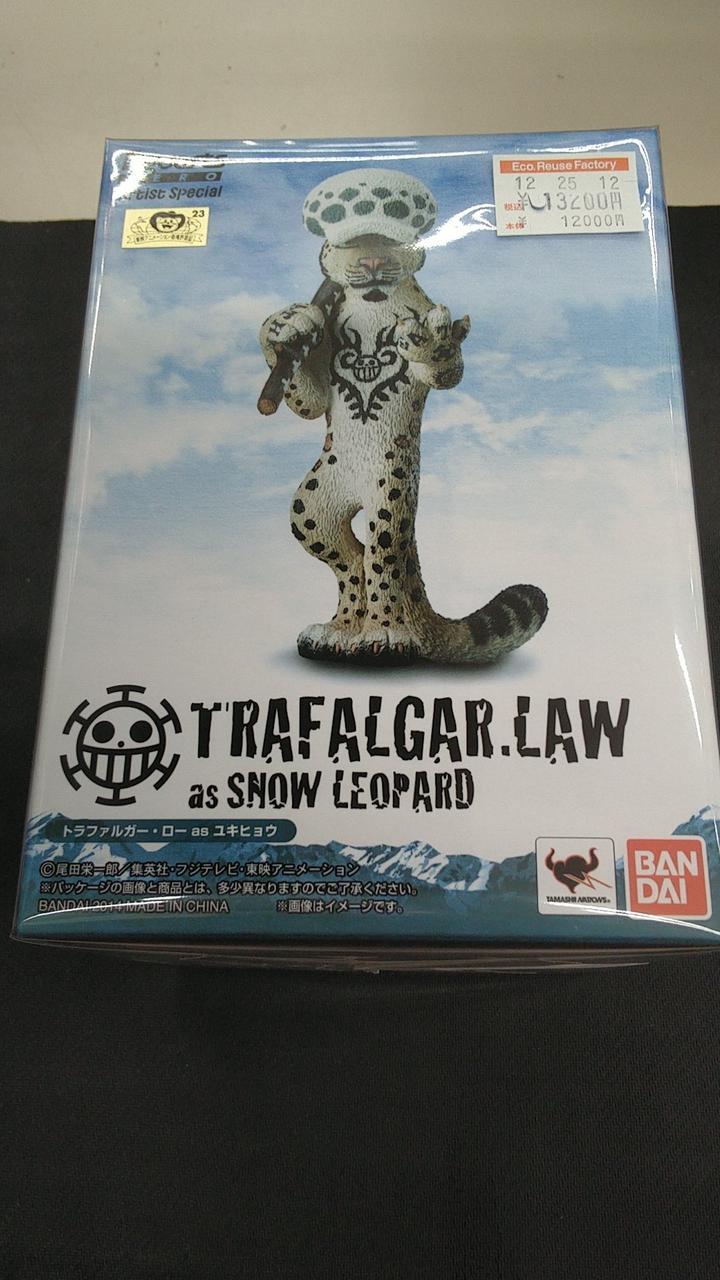 ZERO
Artist Special
23
Eco.Reuse Factory
12 25 12
税込 ¥ 13200円
本体 ¥ 12000円
TRAFALGAR.LAW
as SNOW LEOPARD
トラファルガー・ロー as ユキヒョウ
©尾田栄一郎/集英社・フジテレビ・東映アニメーション
※パッケージの画像と商品とは、多少異なりますのでご了承ください。
BANDAI 2014 MADE IN CHINA ※画像はイメージです。
TAMASHII NATIONS
BAN
DAI